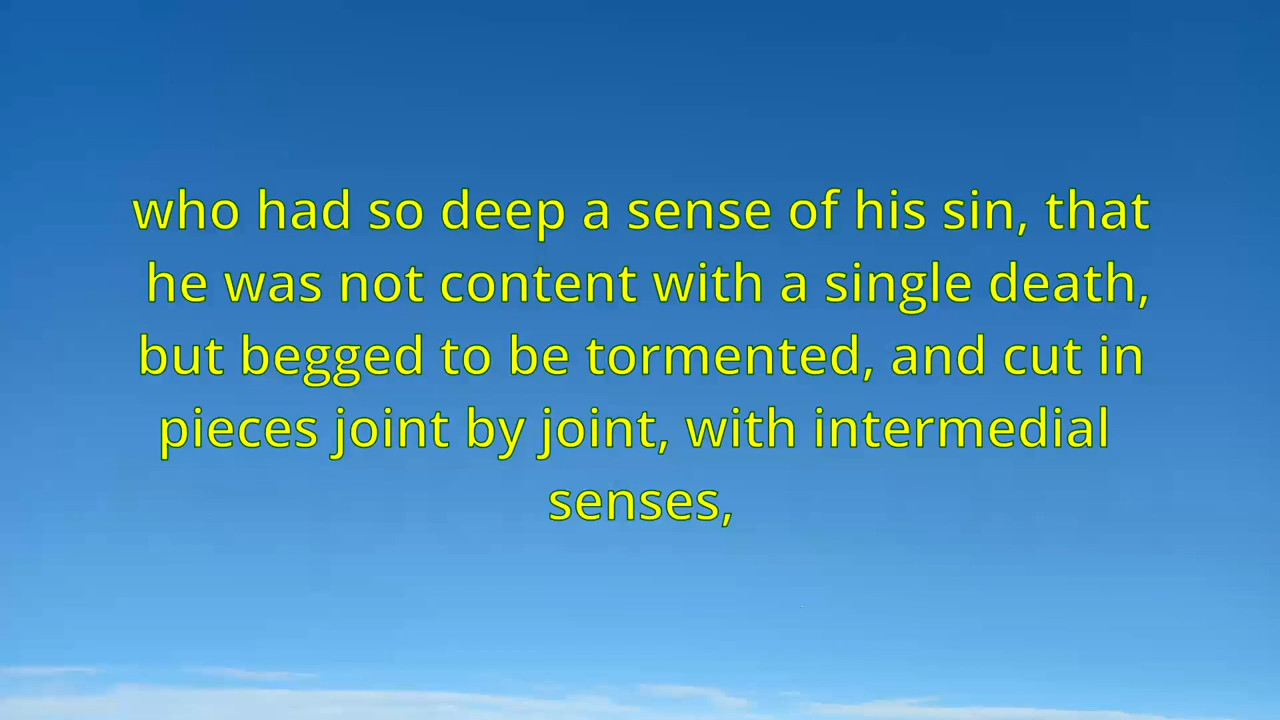 who had so deep a sense of his sin, that
he was not content with a single death,
but begged to be tormented, and cut in
pieces joint by joint, with intermedial
senses,